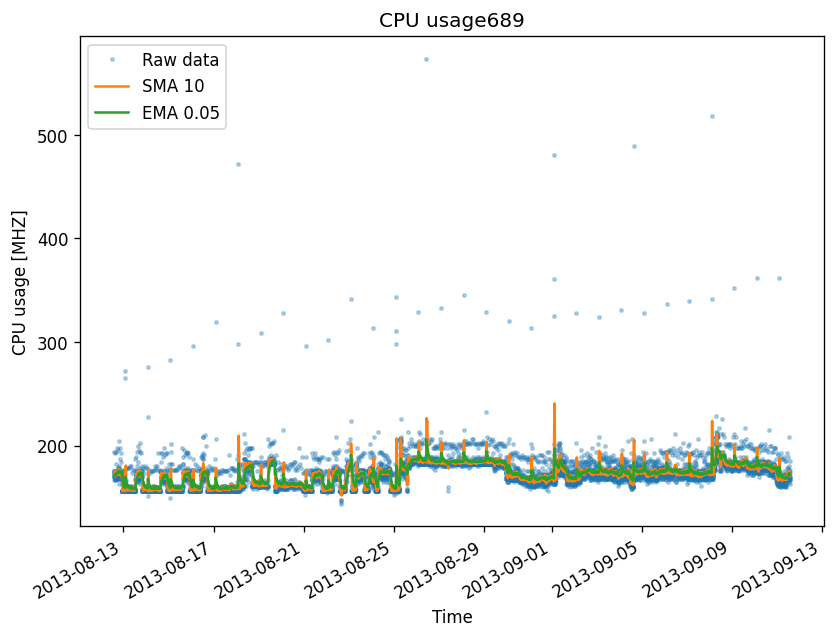 CPU usage689
Raw data
SMA 10
EMA 0.05
CPU usage [MHZ]
500
400
300
200
2013-08-13
2013-08-17
2013-08-21
2013-08-25
2013-08-29
2013-09-01
2013-09-05
2013-09-09
2013-09-13
Time